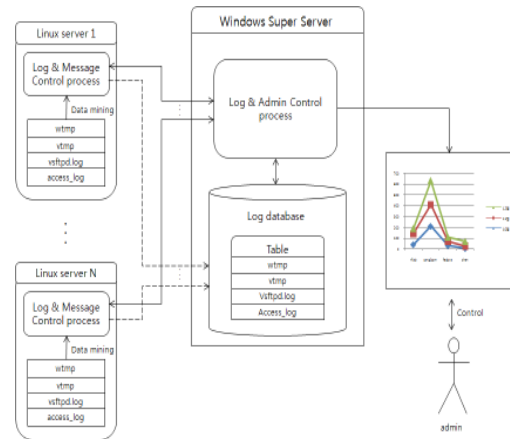 Linux server 1
Log & Message
Control process
Data mining
wtmp
vtmp
vsftpd.log
access_log
Linux server N
Log & Message
Control process
Data mining
wtmp
vtmp
vsftpd.log
access_log
Windows Super Server
Log & Admin Control
process
Log database
Table
wtmp
vtmp
Vsftpd.log
Access_log
Control
admin